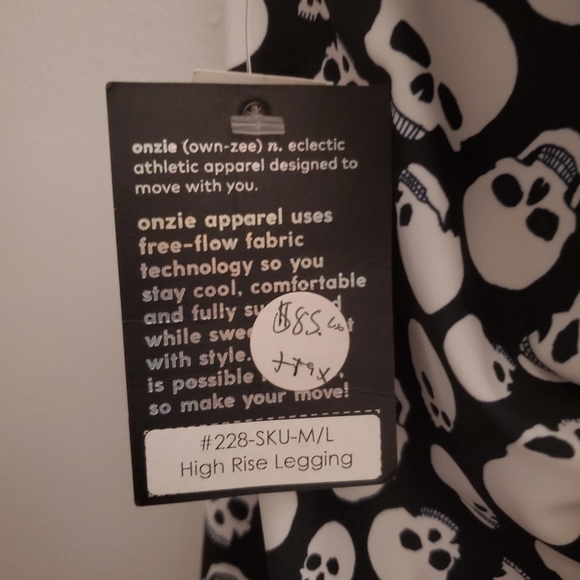 onzie (own-zee) n. eclectic
athletic apparel designed to
move with you.
onzie apparel uses
free-flow fabric
technology so you
stay cool, comfortable
and fully
while
with style.
is possible
so make your move!
$85.00
+ Tax
#228-SKU-M/L
High Rise Legging